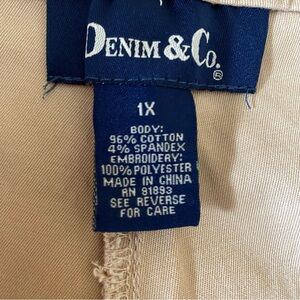 DENIM & CO.®
1X
BODY:
96% COTTON
4% SPANDEX
EMBROIDERY:
100% POLYESTER
MADE IN CHINA
RN 81893
SEE REVERSE
FOR CARE